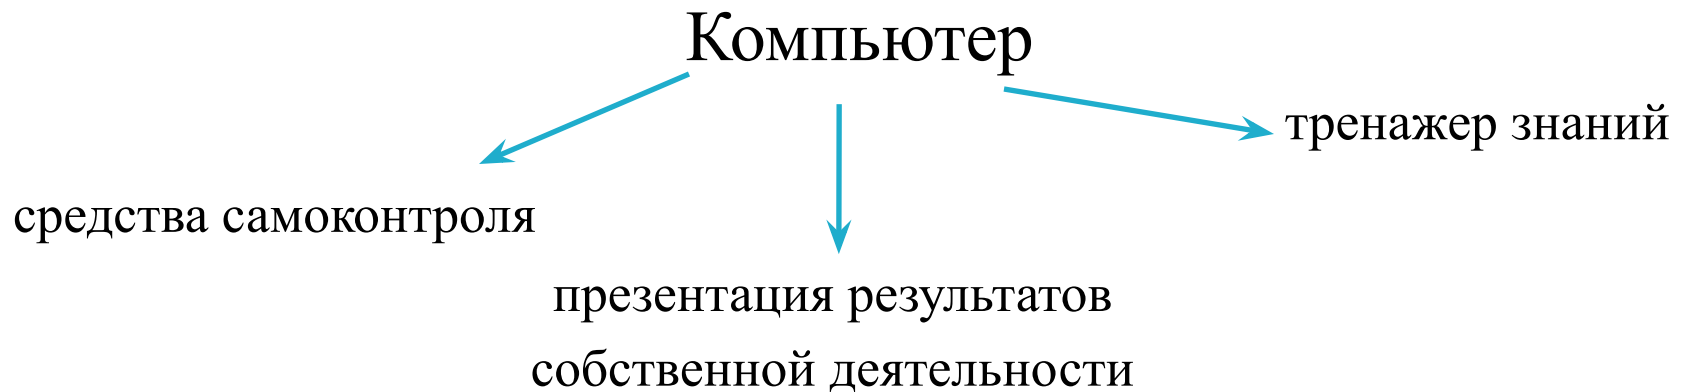 Компьютер
тренажер знаний
средства самоконтроля
презентация результатов
собственной деятельности